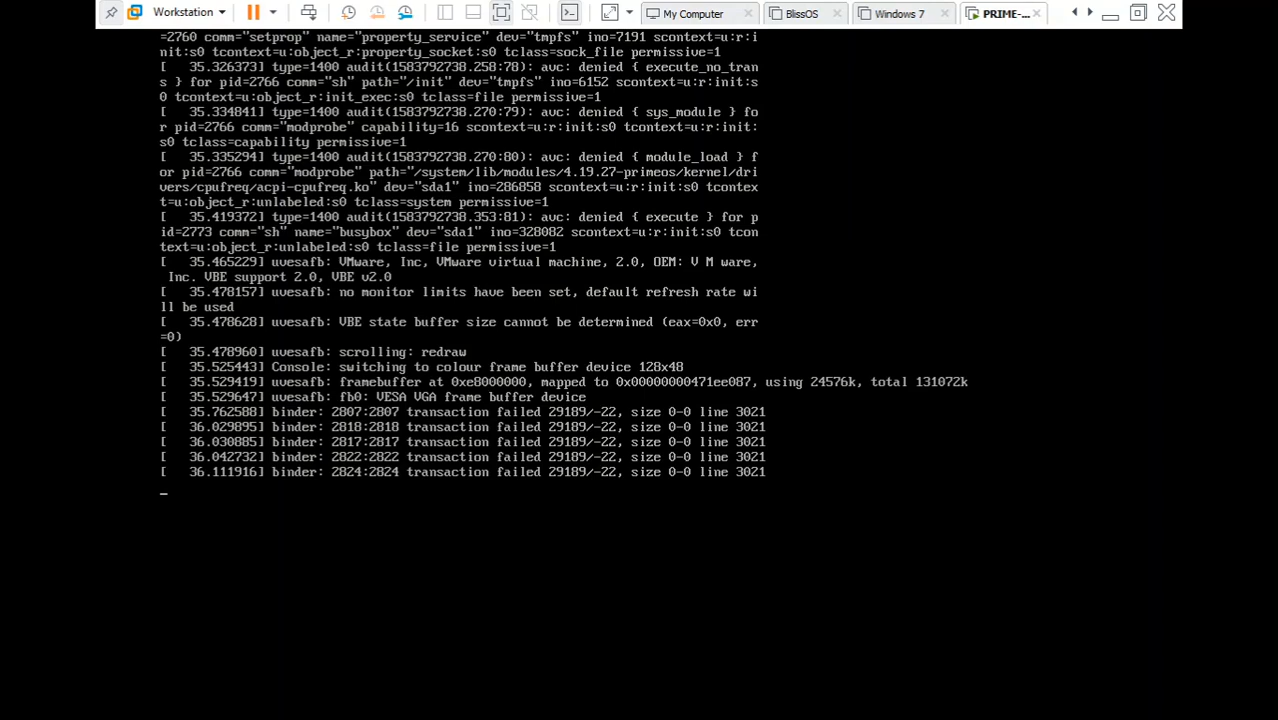 Workstation
My Computer
BlissOS
Windows 7
PRIME-...
=2760 comm="setprop" name="property_service" dev="tmpfs" ino=7191 scontext=u:r:i
nit:s0 tcontext=u:object_r:property_socket:s0 tclass=sock_file permissive=1
[    35.326373] type=1400 audit(1583792738.258:78): avc: denied { execute_no_tran
s } for pid=2766 comm="sh" path="/init" dev="tmpfs" ino=6152 scontext=u:r:init:s
0 tcontext=u:object_r:init_exec:s0 tclass=file permissive=1
[    35.334841] type=1400 audit(1583792738.270:79): avc: denied { sys_module } fo
r pid=2766 comm="modprobe" capability=16 scontext=u:r:init:s0 tcontext=u:r:init:
s0 tclass=capability permissive=1
[    35.335294] type=1400 audit(1583792738.270:80): avc: denied { module_load } f
or pid=2766 comm="modprobe" path="/system/lib/modules/4.19.27-primeos/kernel/dri
vers/cpufreq/acpi-cpufreq.ko" dev="sda1" ino=286858 scontext=u:r:init:s0 tcontex
t=u:object_r:unlabeled:s0 tclass=system permissive=1
[    35.419372] type=1400 audit(1583792738.353:81): avc: denied { execute } for p
id=2773 comm="sh" name="busybox" dev="sda1" ino=328082 scontext=u:r:init:s0 tcon
text=u:object_r:unlabeled:s0 tclass=file permissive=1
[    35.465229] uvesafb: VMware, Inc, VMware virtual machine, 2.0, OEM: V M ware,
 Inc. VBE support 2.0, VBE v2.0
[    35.478157] uvesafb: no monitor limits have been set, default refresh rate wi
ll be used
[    35.478628] uvesafb: VBE state buffer size cannot be determined (eax=0x0, err
=0)
[    35.478960] uvesafb: scrolling: redraw
[    35.525443] Console: switching to colour frame buffer device 128x48
[    35.529419] uvesafb: framebuffer at 0xe8000000, mapped to 0x00000000471ee087, using 24576k, total 131072k
[    35.529647] uvesafb: fb0: VESA VGA frame buffer device
[    35.762588] binder: 2807:2807 transaction failed 29189/-22, size 0-0 line 3021
[    36.029895] binder: 2818:2818 transaction failed 29189/-22, size 0-0 line 3021
[    36.030885] binder: 2817:2817 transaction failed 29189/-22, size 0-0 line 3021
[    36.042732] binder: 2822:2822 transaction failed 29189/-22, size 0-0 line 3021
[    36.111916] binder: 2824:2824 transaction failed 29189/-22, size 0-0 line 3021